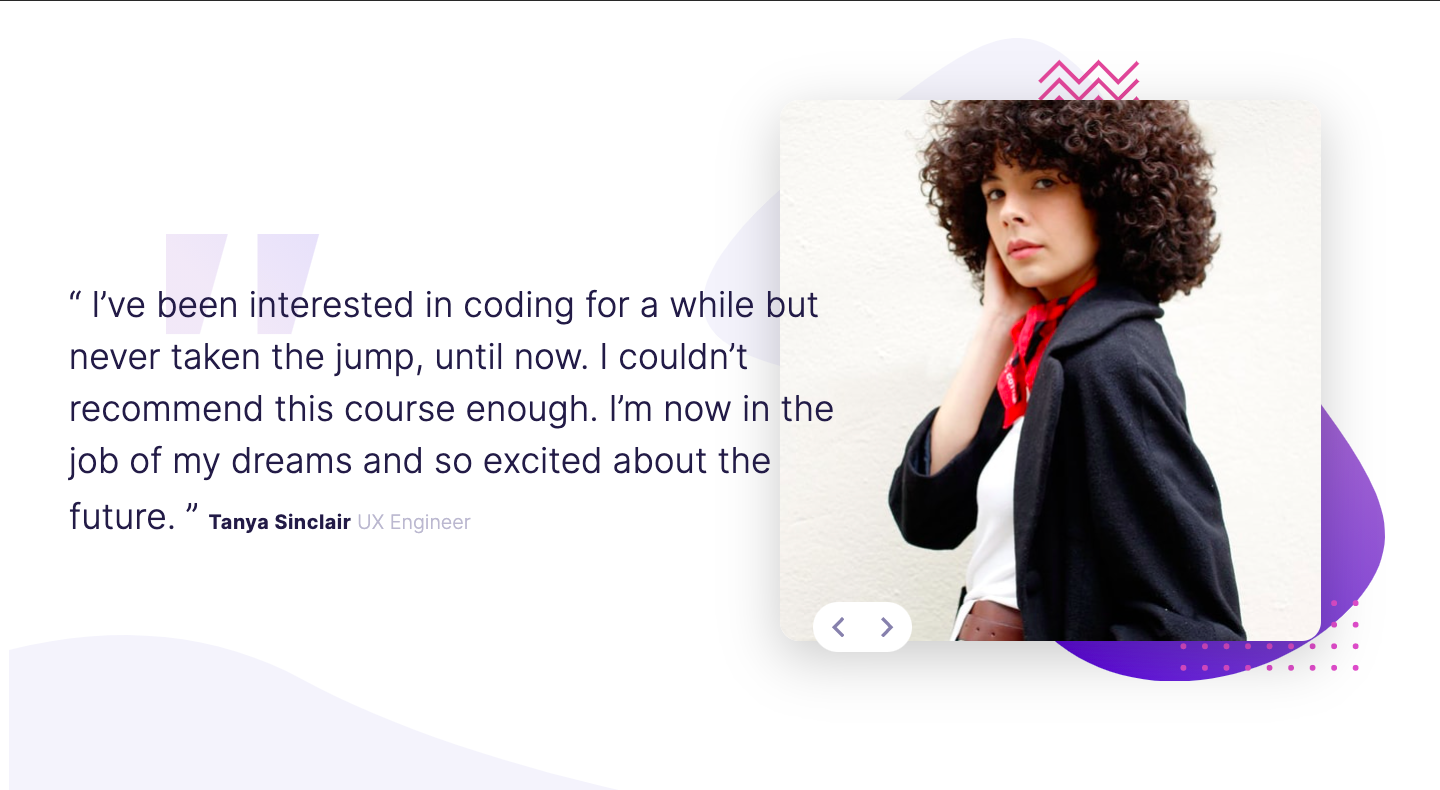 “ I’ve been interested in coding for a while but
never taken the jump, until now. I couldn’t
recommend this course enough. I’m now in the
job of my dreams and so excited about the
future. ” Tanya Sinclair UX Engineer